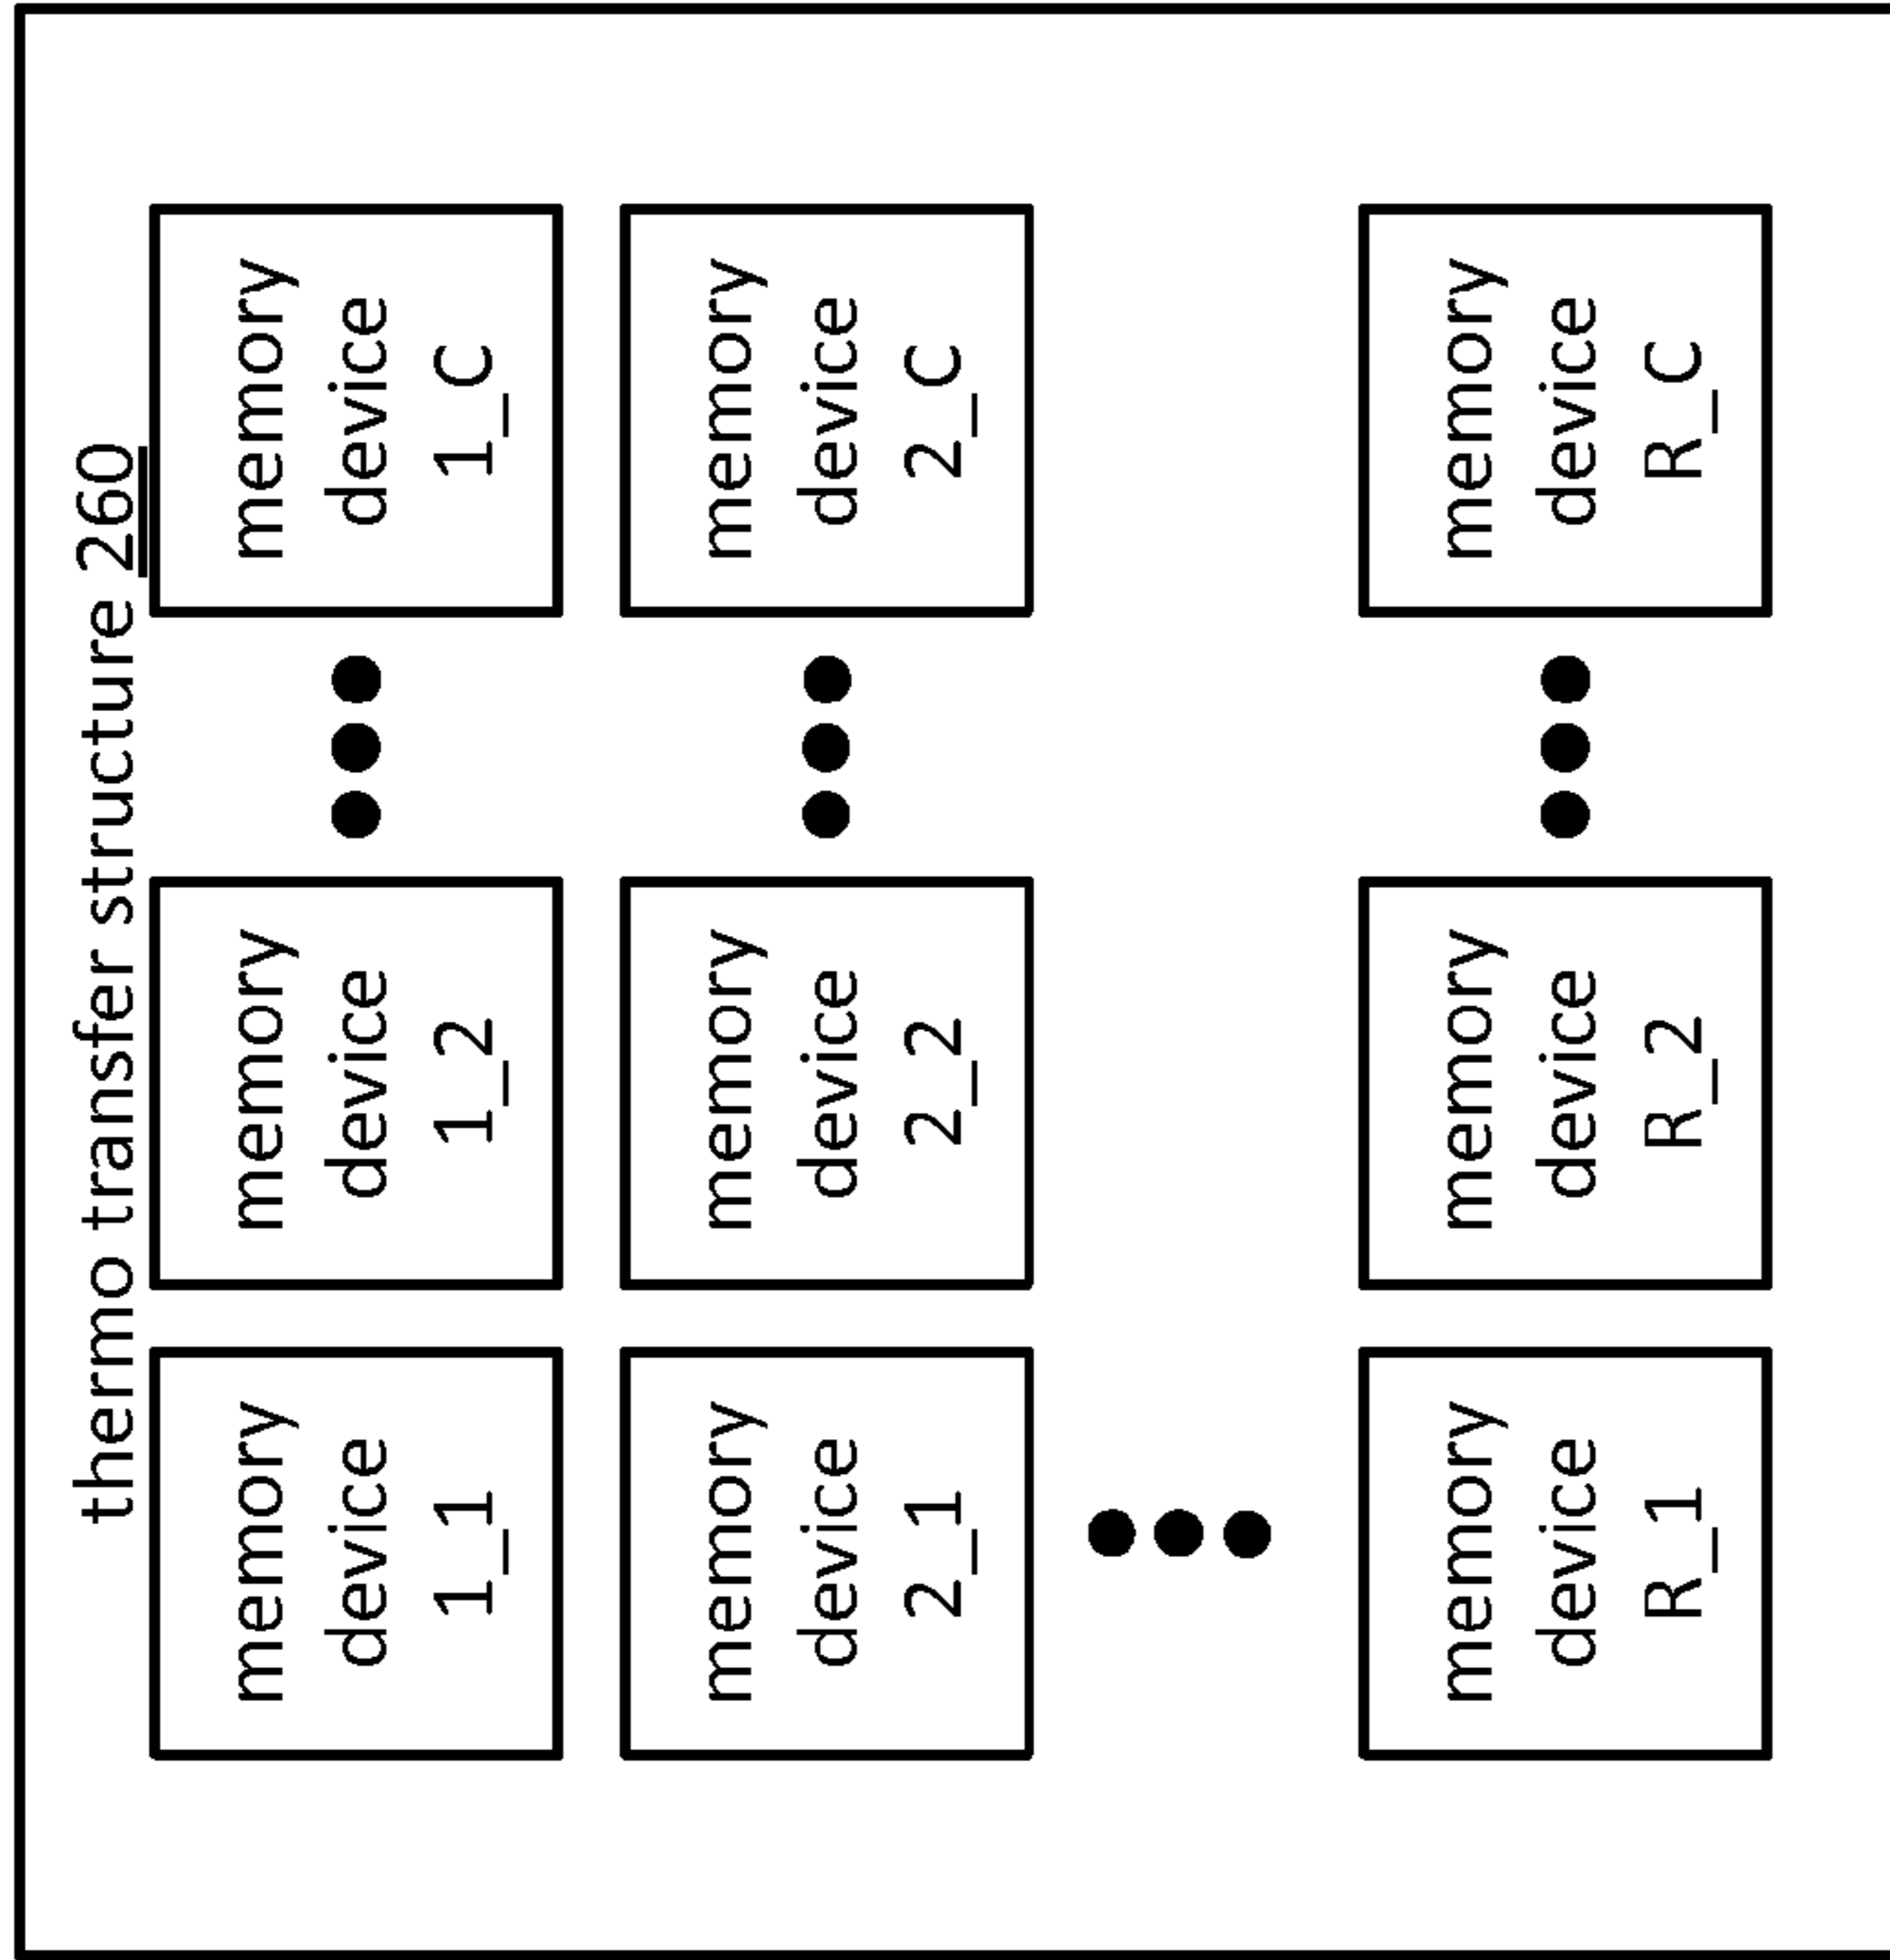 thermo transfer structure 260
memory
device
1_1
memory
device
1_2
memory
device
1_C
memory
device
2_1
memory
device
2_2
memory
device
2_C
memory
device
R_1
memory
device
R_2
memory
device
R_C